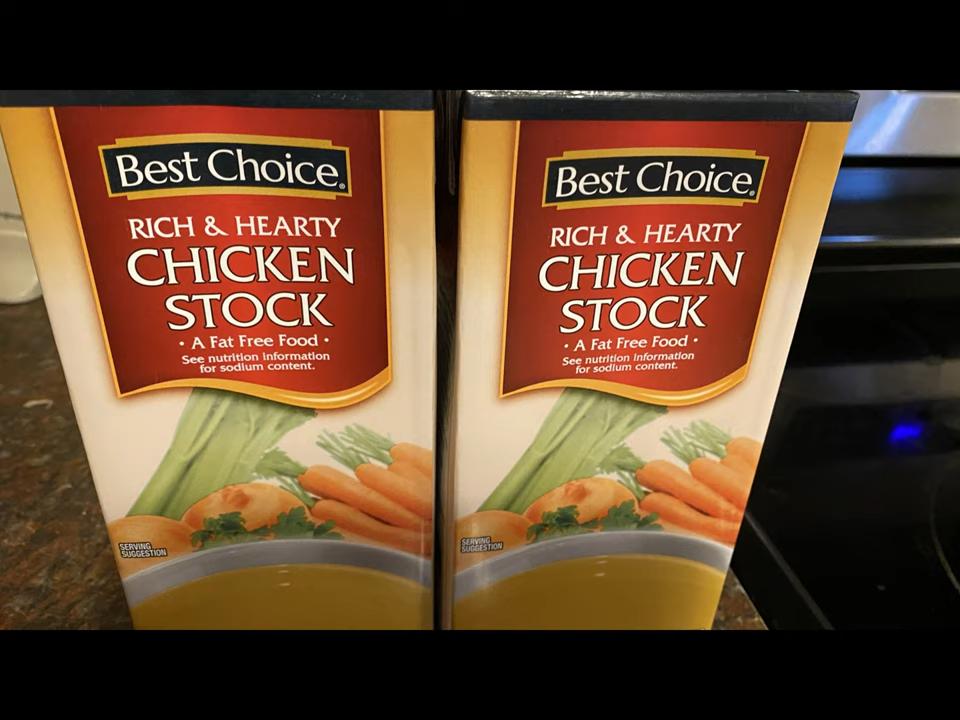 Best Choice®
RICH & HEARTY
CHICKEN
STOCK
• A Fat Free Food •
See nutrition information
for sodium content.
SERVING
SUGGESTION
Best Choice®
RICH & HEARTY
CHICKEN
STOCK
• A Fat Free Food •
See nutrition information
for sodium content.
SERVING
SUGGESTION